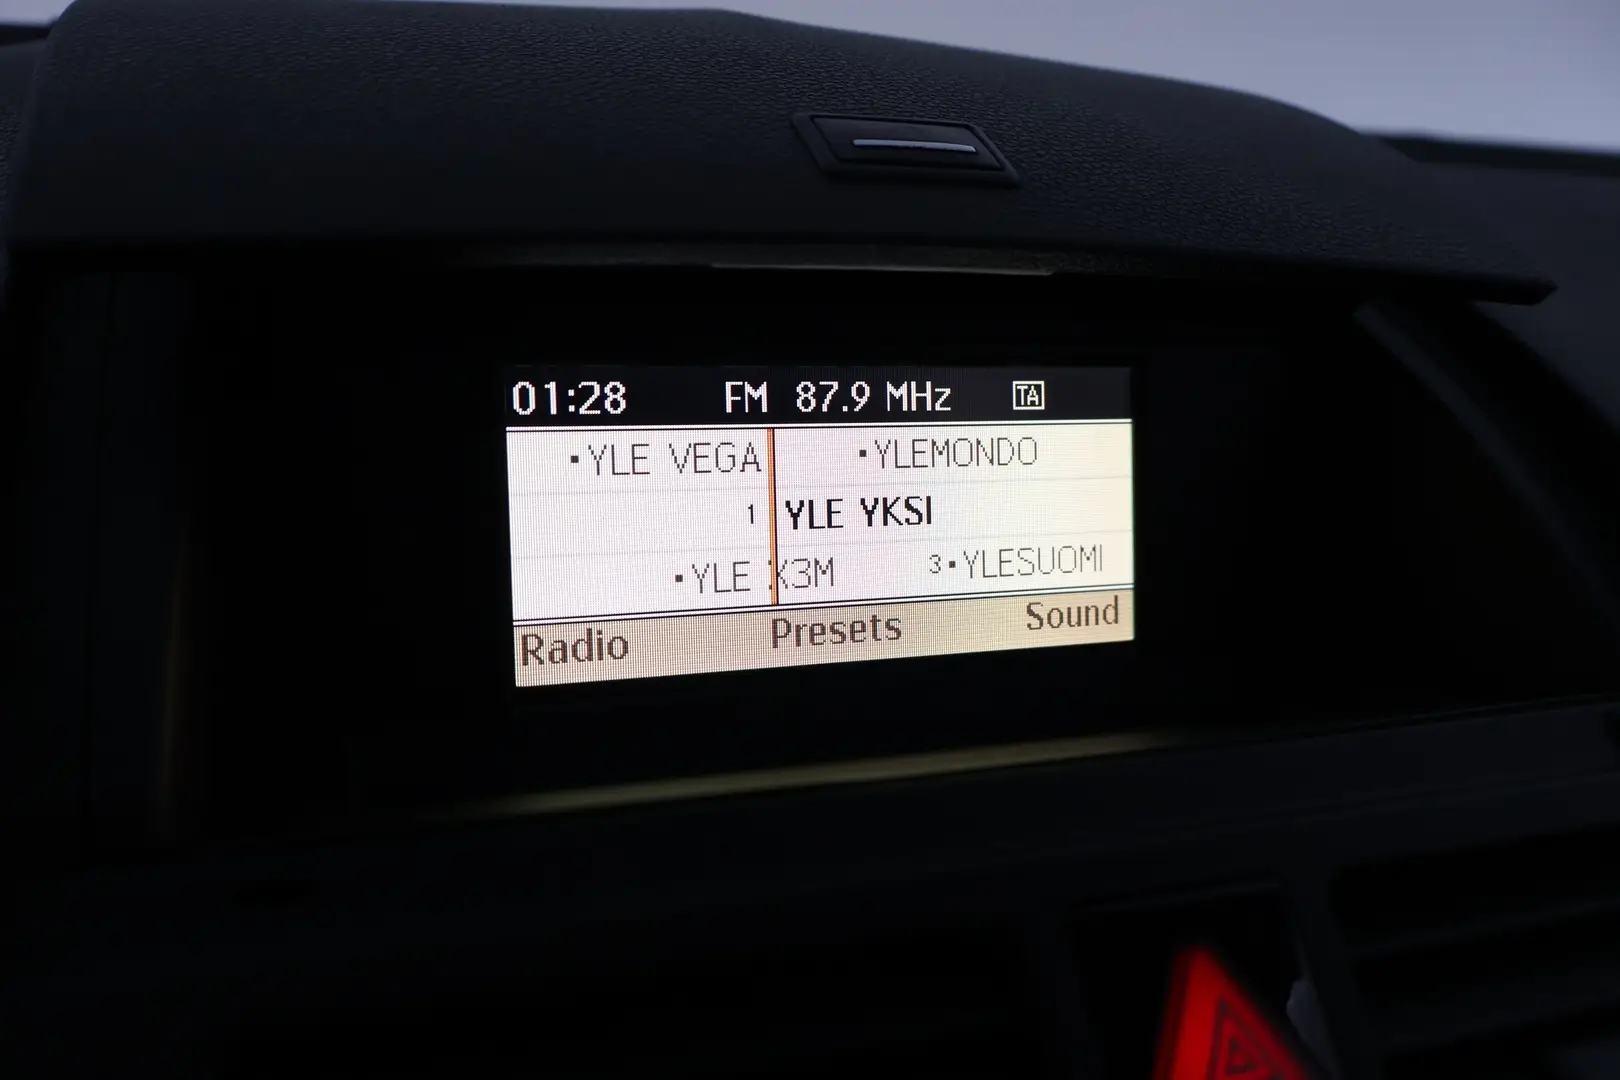 01:28 FM 87.9 MHz TA
▪YLE VEGA ▪YLEMONDO
1 YLE YKSI
▪YLE X3M 3▪YLESUOMI
Radio Presets Sound